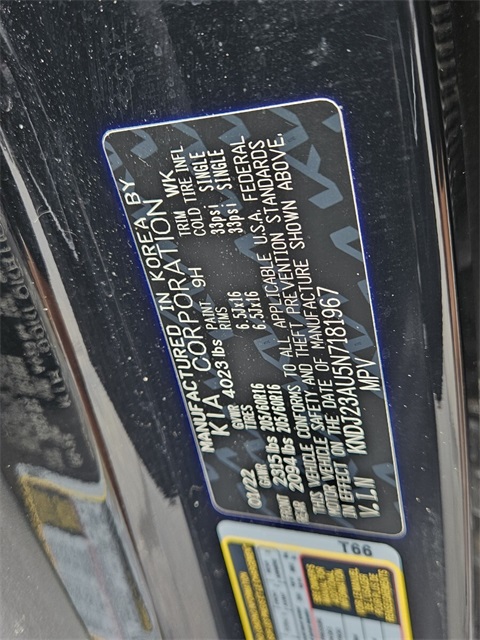 MANUFACTURED IN KOREA BY
KIA CORPORATION
GVWR 4023 lbs PAINT 9H TRIM WK
GAWR TIRES RIMS COLD TIRE INFL
FRONT 2315 lbs 205/60R16 6.5Jx16 33psi SINGLE
REAR 2094 lbs 205/60R16 6.5Jx16 33psi SINGLE
THIS VEHICLE CONFORMS TO ALL APPLICABLE U.S.A. FEDERAL
MOTOR VEHICLE SAFETY AND THEFT PREVENTION STANDARDS
IN EFFECT ON THE DATE OF MANUFACTURE SHOWN ABOVE.
V.I.N KNDJ23AU5N7181967
MPV
T66